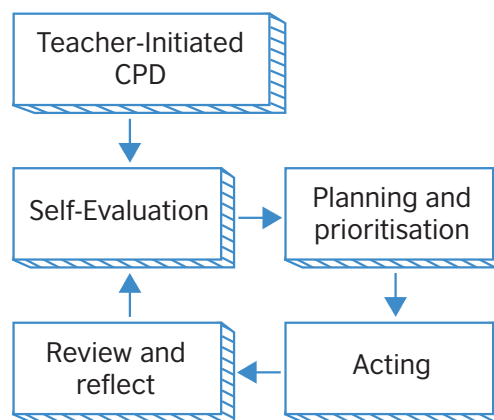 Teacher-Initiated
CPD
Self-Evaluation
Planning and
prioritisation
Review and
reflect
Acting